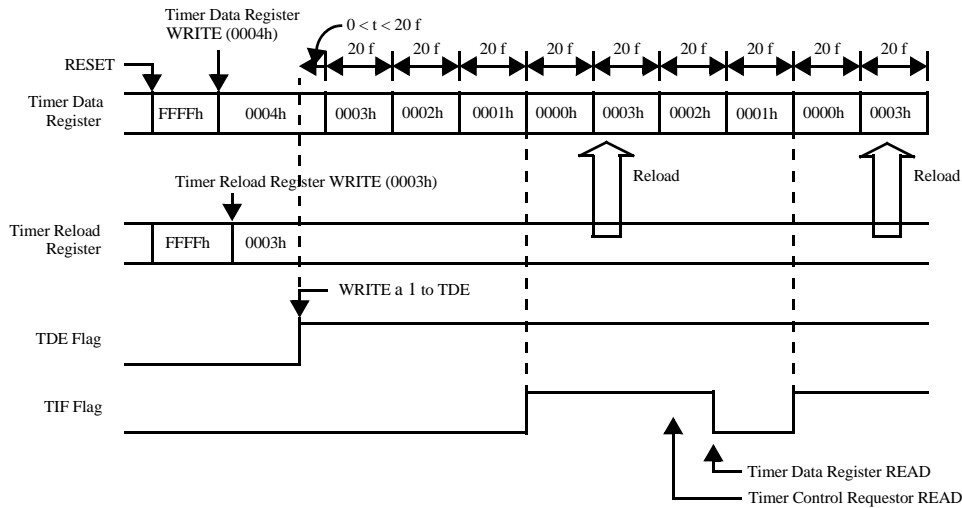 Timer Data Register
WRITE (0004h)
0 < t < 20 f
20 f 20 f 20 f 20 f 20 f 20 f 20 f 20 f 20 f
RESET
Timer Data
Register
FFFFh 0004h 0003h 0002h 0001h 0000h 0003h 0002h 0001h 0000h 0003h
Reload Reload
Timer Reload Register WRITE (0003h)
Timer Reload
Register
FFFFh 0003h
WRITE a 1 to TDE
TDE Flag
TIF Flag
Timer Data Register READ
Timer Control Requestor READ